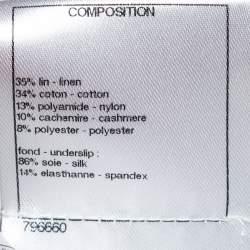 COMPOSITION
35% lin - linen
34% coton - cotton
13% polyamide - nylon
10% cachemire - cashmere
8% polyester - polyester
fond - underslip :
86% soie - silk
14% elasthanne - spandex
796660